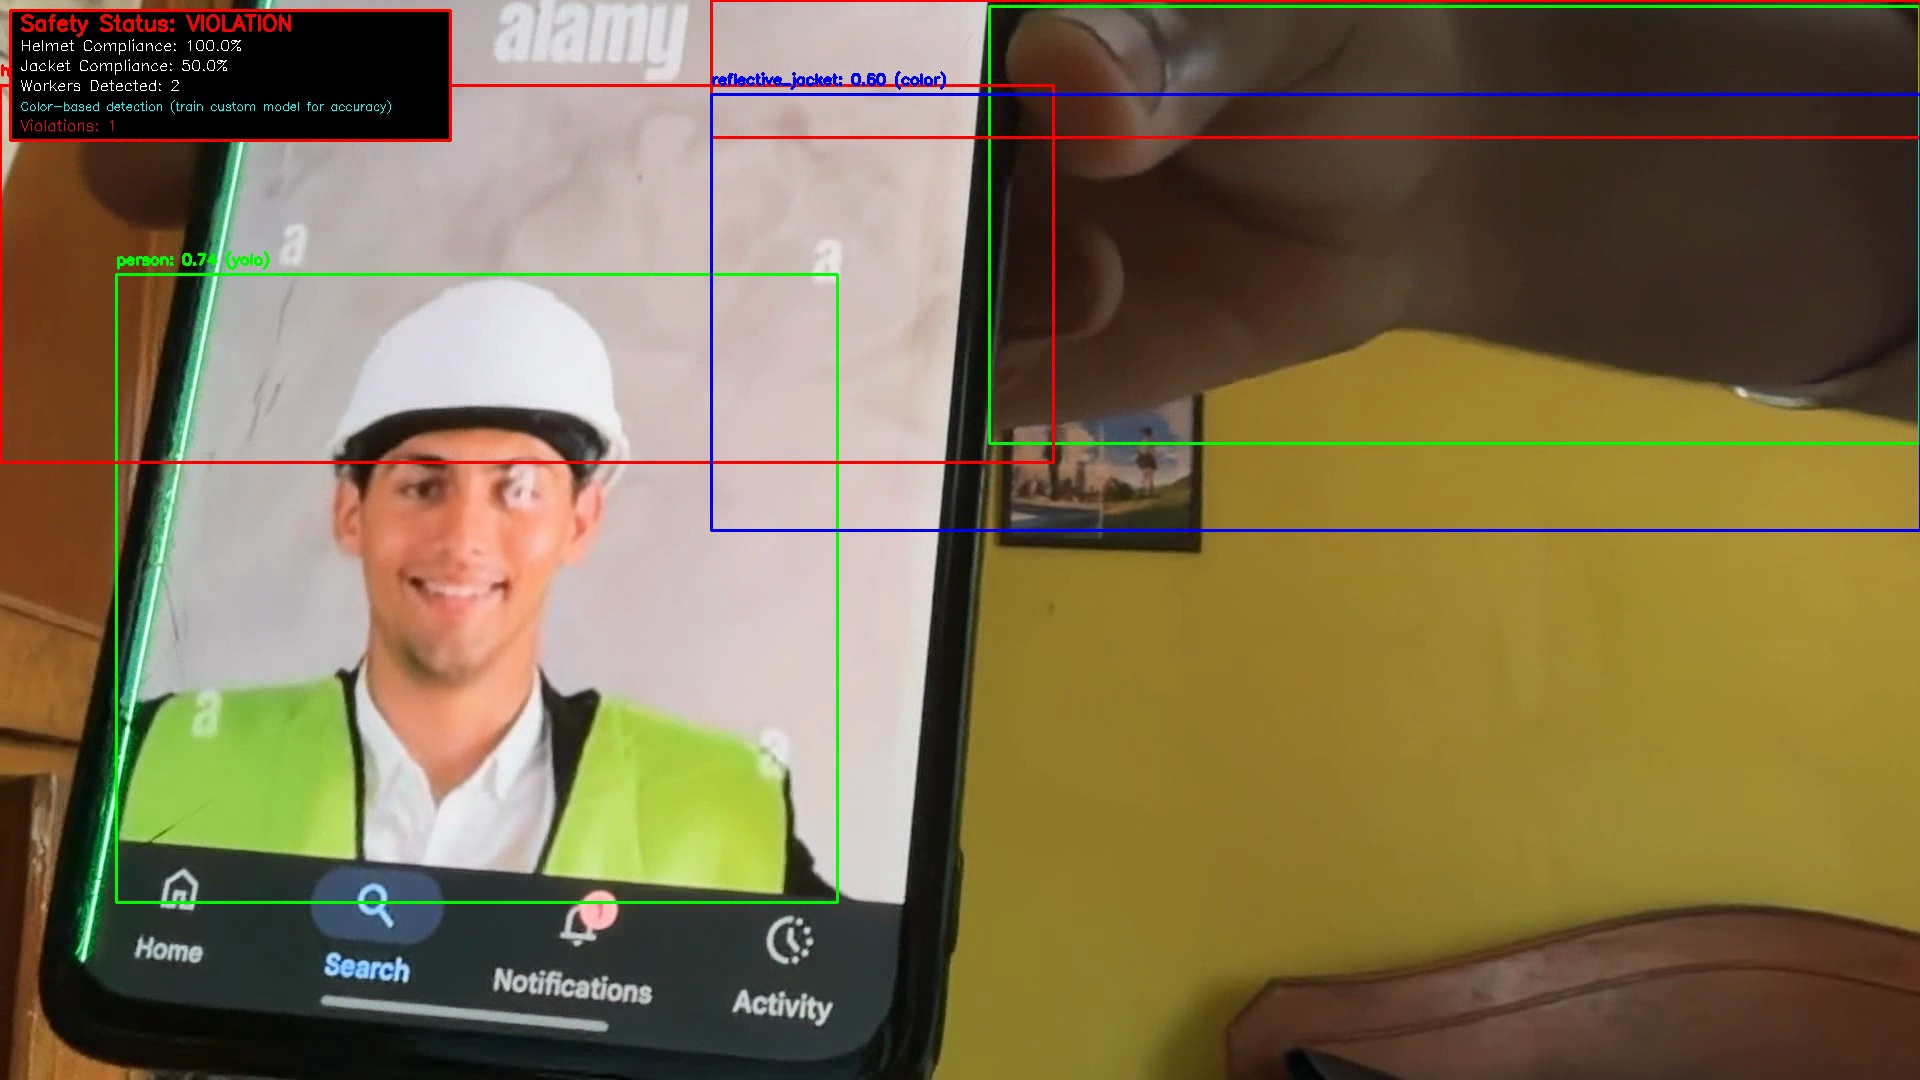 Safety Status: VIOLATION
Helmet Compliance: 100.0%
Jacket Compliance: 50.0%
Workers Detected: 2
Color-based detection (train custom model for accuracy)
Violations: 1
alamy
reflective_jacket: 0.60 (color)
a
a
person: 0.74 (yolo)
a
a
a
1
Home
Search
Notifications
Activity